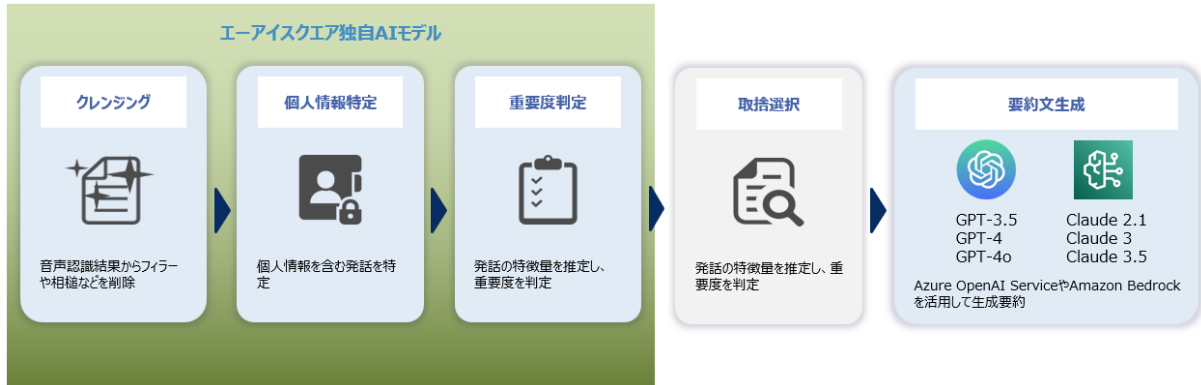 エーアイスクエア独自AIモデル
クレンジング
音声認識結果からフィラー
や相槌などを削除
個人情報特定
個人情報を含む発話を特
定
重要度判定
発話の特徴量を推定し、
重要度を判定
取捨選択
発話の特徴量を推定し、重
要度を判定
要約文生成
GPT-3.5
GPT-4
GPT-4o
Claude 2.1
Claude 3
Claude 3.5
Azure OpenAI ServiceやAmazon Bedrock
を活用して生成要約